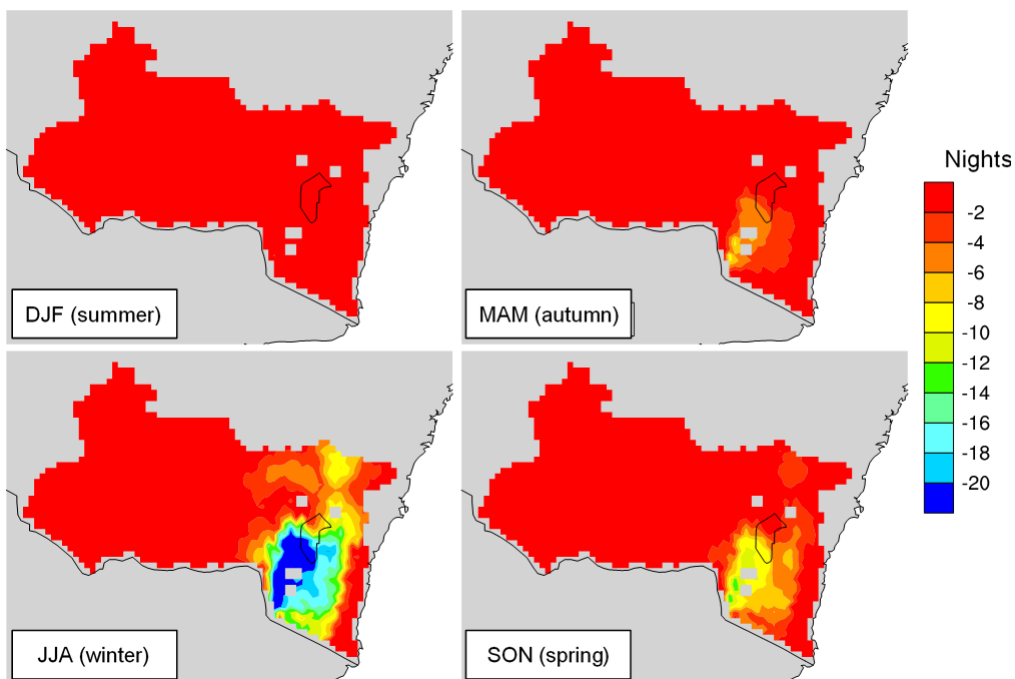 DJF (summer)
MAM (autumn)
Nights
-2
-4
-6
-8
-10
-12
-14
-16
-18
-20
JJA (winter)
SON (spring)